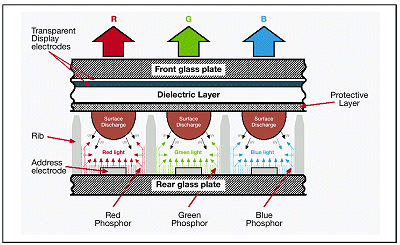 R
G
B
Transparent
Display
electrodes
Front glass plate
Dielectric Layer
Protective
Layer
Surface
Discharge
Surface
Discharge
Surface
Discharge
Rib
Red light
Green light
Blue light
Address
electrode
Rear glass plate
Red
Phosphor
Green
Phosphor
Blue
Phosphor